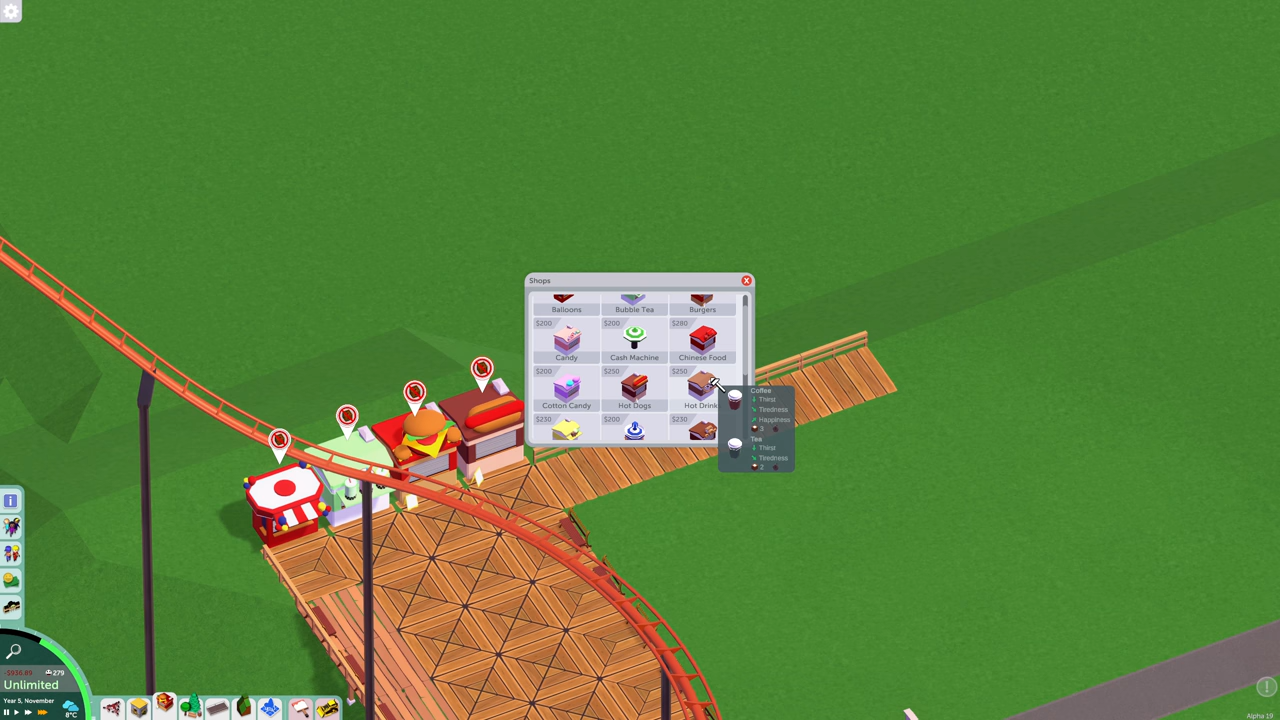 Shops
Balloons
Bubble Tea
Burgers
$200
$200
$280
Candy
Cash Machine
Chinese Food
$200
$250
$250
Cotton Candy
Hot Dogs
Hot Drink
$230
$200
$230
Coffee
Thirst
Tiredness
Happiness
3
Tea
Thirst
Tiredness
2
279
Unlimited
Year 5, November
8°C
Alpha 19